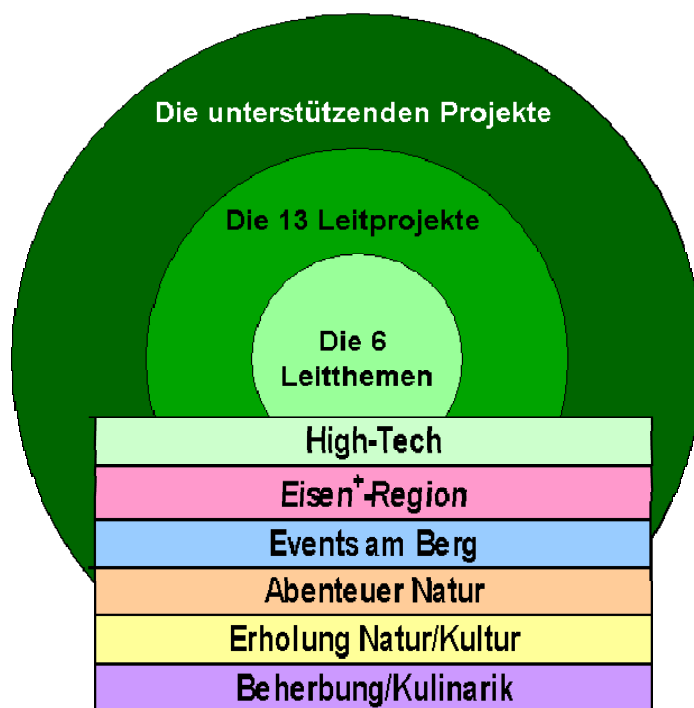 Die unterstützenden Projekte
Die 13 Leitprojekte
Die 6
Leitthemen
High-Tech
Eisen⁺-Region
Events am Berg
Abenteuer Natur
Erholung Natur/Kultur
Beherbung/Kulinarik